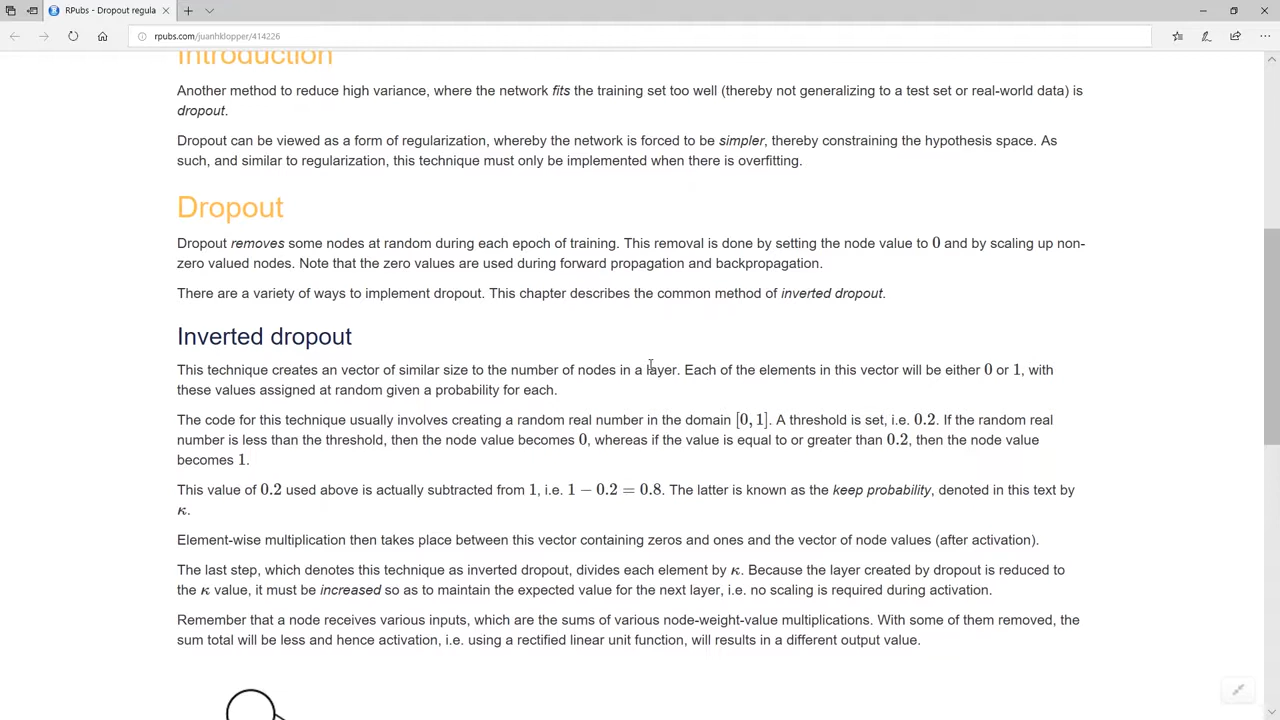 RPubs - Dropout regula
rpubs.com/juanhklopper/414226
Introduction
Another method to reduce high variance, where the network fits the training set too well (thereby not generalizing to a test set or real-world data) is
dropout.
Dropout can be viewed as a form of regularization, whereby the network is forced to be simpler, thereby constraining the hypothesis space. As
such, and similar to regularization, this technique must only be implemented when there is overfitting.
Dropout
Dropout removes some nodes at random during each epoch of training. This removal is done by setting the node value to 0 and by scaling up non-
zero valued nodes. Note that the zero values are used during forward propagation and backpropagation.
There are a variety of ways to implement dropout. This chapter describes the common method of inverted dropout.
Inverted dropout
This technique creates an vector of similar size to the number of nodes in a layer. Each of the elements in this vector will be either 0 or 1, with
these values assigned at random given a probability for each.
The code for this technique usually involves creating a random real number in the domain [0, 1]. A threshold is set, i.e. 0.2. If the random real
number is less than the threshold, then the node value becomes 0, whereas if the value is equal to or greater than 0.2, then the node value
becomes 1.
This value of 0.2 used above is actually subtracted from 1, i.e. 1 − 0.2 = 0.8. The latter is known as the keep probability, denoted in this text by
κ.
Element-wise multiplication then takes place between this vector containing zeros and ones and the vector of node values (after activation).
The last step, which denotes this technique as inverted dropout, divides each element by κ. Because the layer created by dropout is reduced to
the κ value, it must be increased so as to maintain the expected value for the next layer, i.e. no scaling is required during activation.
Remember that a node receives various inputs, which are the sums of various node-weight-value multiplications. With some of them removed, the
sum total will be less and hence activation, i.e. using a rectified linear unit function, will results in a different output value.